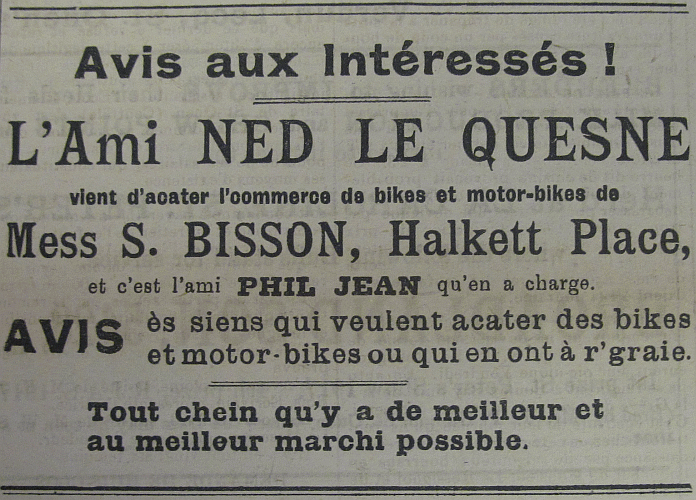 Avis aux Intéressés !
L'Ami NED LE QUESNE
vient d'acater l'commerce de bikes et motor-bikes de
Mess S. BISSON, Halkett Place,
et c'est l'ami PHIL JEAN qu'en a charge.
AVIS ès siens qui veulent acater des bikes
et motor-bikes ou qui en ont à r'graie.
Tout chein qu'y a de meilleur et
au meilleur marchi possible.